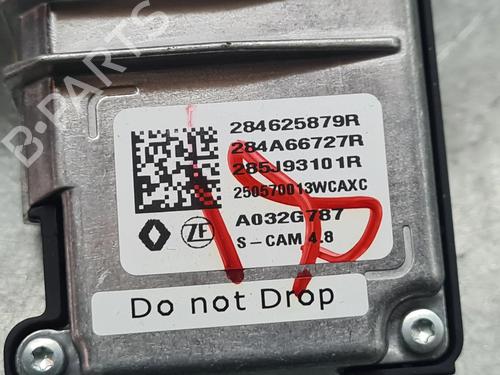 B-PARTS
284625879R
284A66727R
285J93101R
250570013WCAXC
A032G787
ZF
S-CAM 4.8
Do not Drop